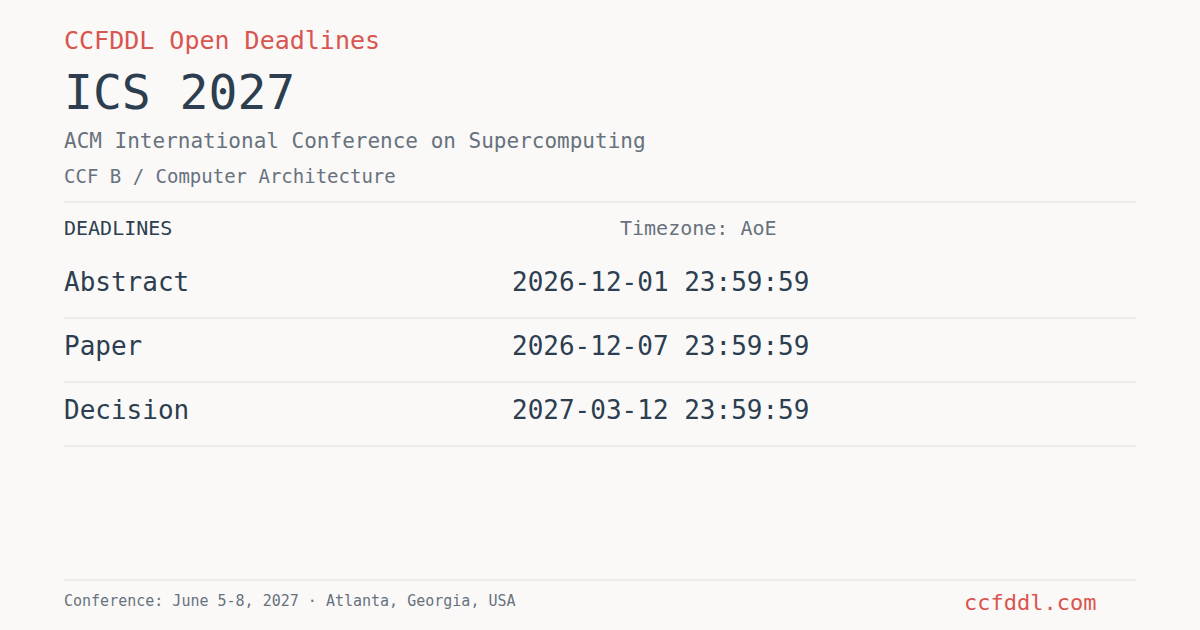 CCFDDL Open Deadlines
ICS 2027
ACM International Conference on Supercomputing
CCF B / Computer Architecture
DEADLINES Timezone: AoE
Abstract 2026-12-01 23:59:59
Paper 2026-12-07 23:59:59
Decision 2027-03-12 23:59:59
Conference: June 5-8, 2027 · Atlanta, Georgia, USA ccfddl.com